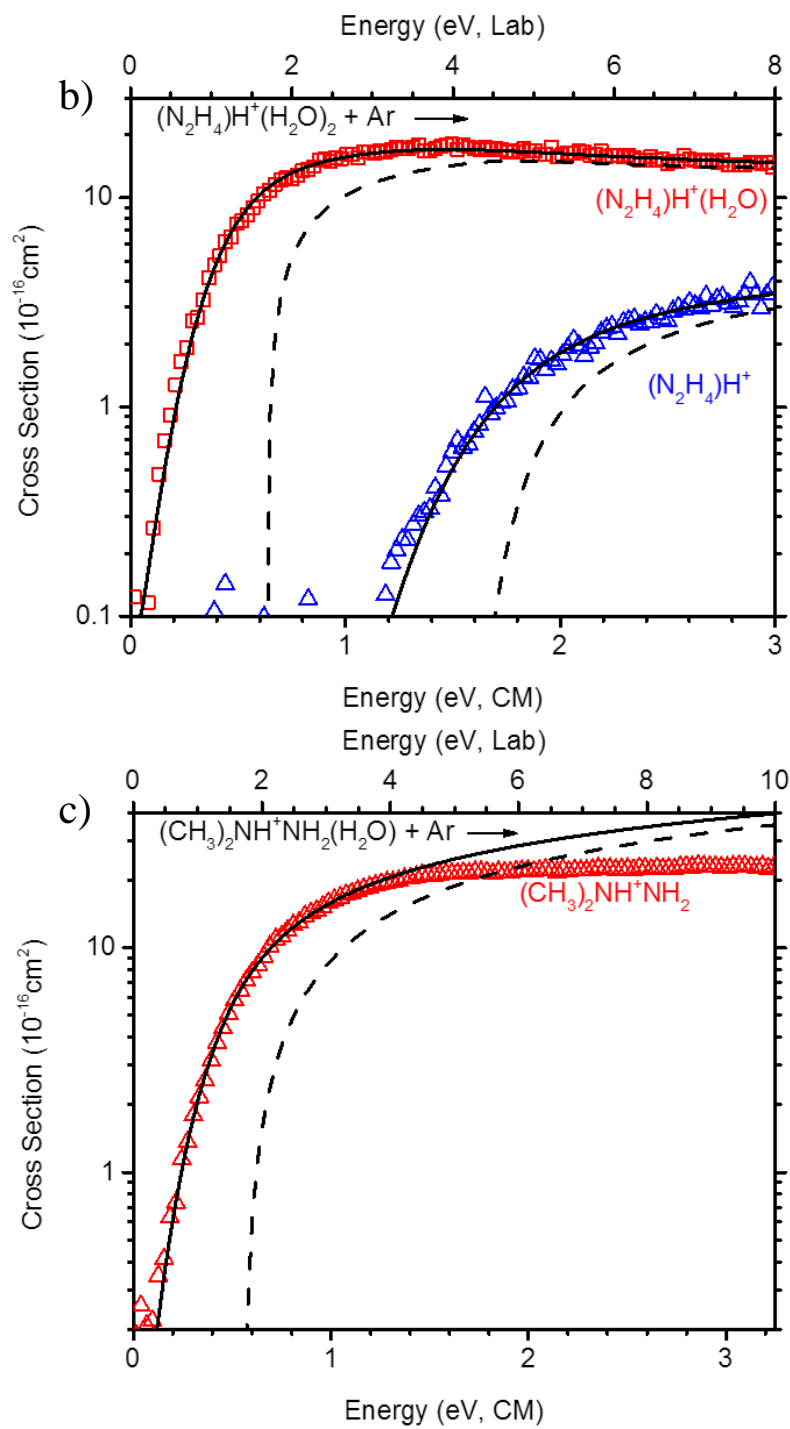 Energy (eV, Lab)
0 2 4 6 8
b)
(N₂H₄)H⁺(H₂O)₂ + Ar
10
(N₂H₄)H⁺(H₂O)
(N₂H₄)H⁺
1
Cross Section (10⁻¹⁶cm²)
0.1
0 1 2 3
Energy (eV, CM)
Energy (eV, Lab)
0 2 4 6 8 10
c)
(CH₃)₂NH⁺NH₂(H₂O) + Ar
(CH₃)₂NH⁺NH₂
10
Cross Section (10⁻¹⁶cm²)
1
0 1 2 3
Energy (eV, CM)